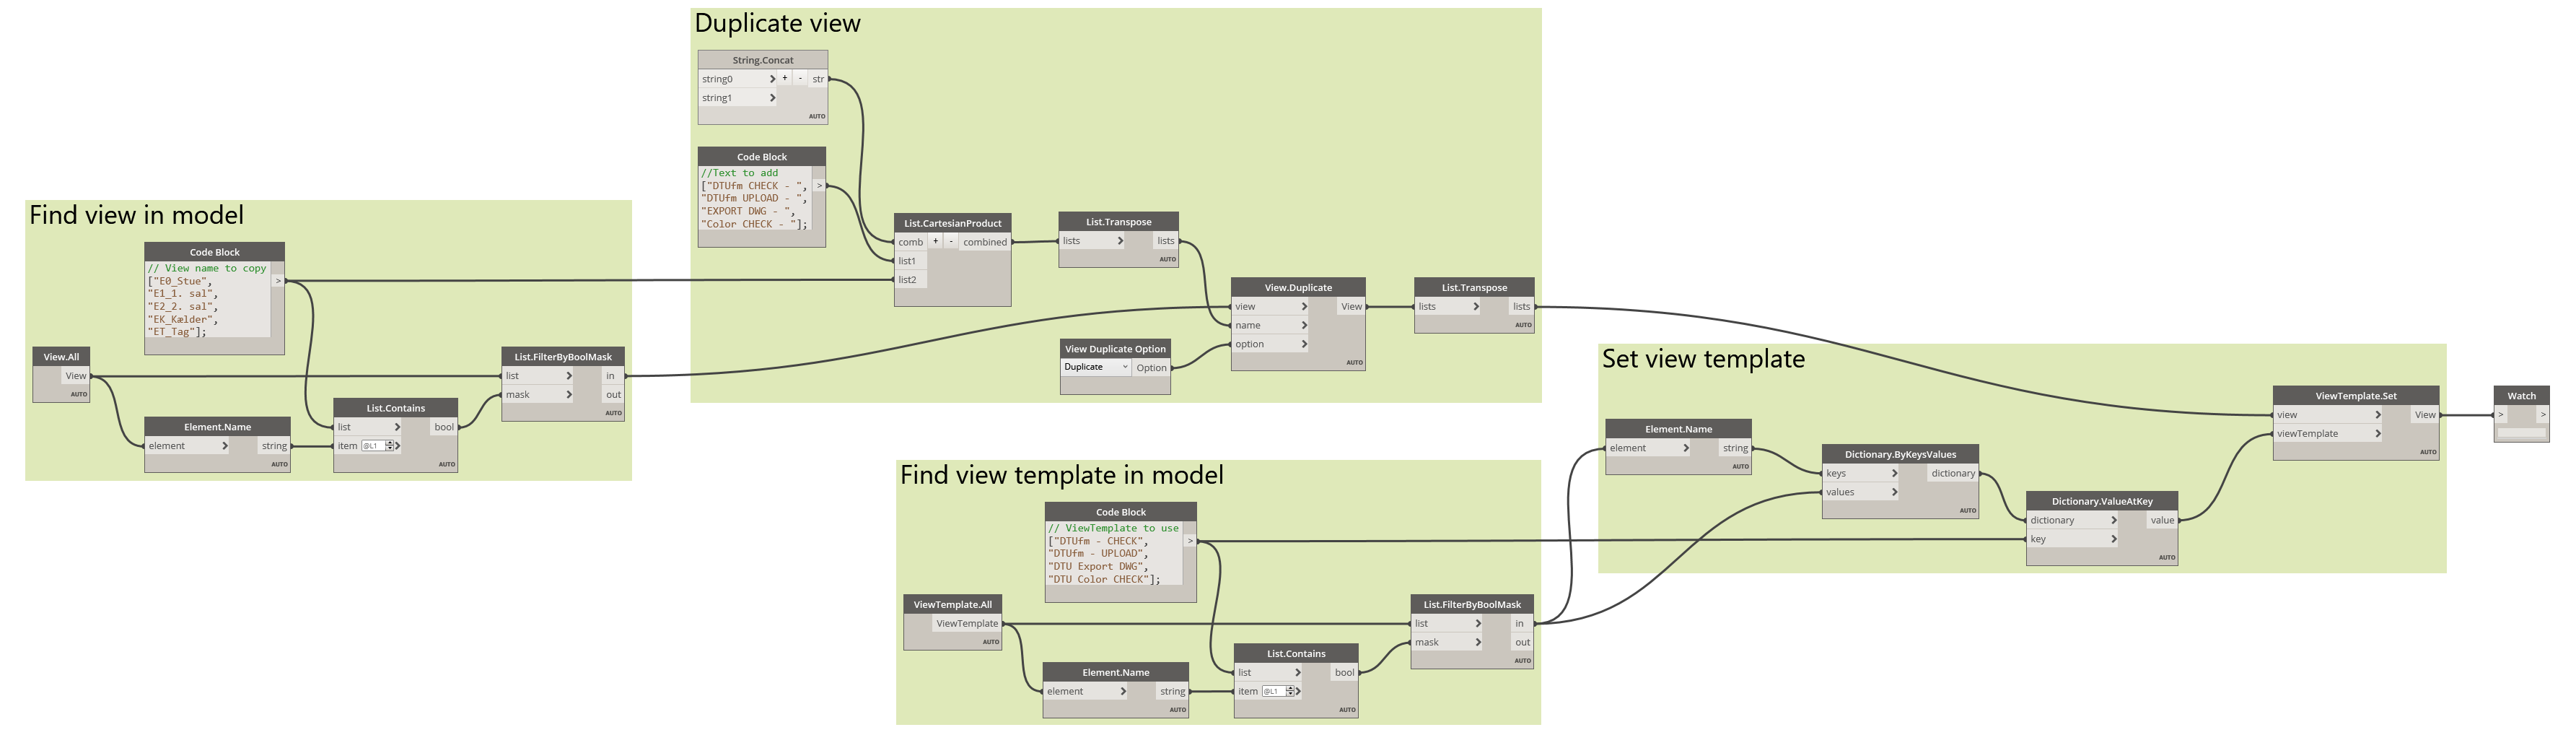 Duplicate view
String.Concat
string0 > + - str
string1 >
AUTO
Code Block
//Text to add
["DTUfm CHECK - ",
"DTUfm UPLOAD - ",
"EXPORT DWG - ",
"Color CHECK - "];
>
List.CartesianProduct
comb + - combined
list1
list2
List.Transpose
lists > lists
AUTO
View.Duplicate
view > View
name >
option >
AUTO
View Duplicate Option
Duplicate Option
List.Transpose
lists > lists
AUTO
Find view in model
Code Block
// View name to copy
["E0_Stue",
"E1_1. sal",
"E2_2. sal",
"EK_Kælder",
"ET_Tag"];
>
View.All
View
AUTO
Element.Name
element > string
AUTO
List.Contains
list > bool
item @L1 >
AUTO
List.FilterByBoolMask
list > in
mask > out
AUTO
Find view template in model
Code Block
// ViewTemplate to use
["DTUfm - CHECK",
"DTUfm - UPLOAD",
"DTU Export DWG",
"DTU Color CHECK"];
>
ViewTemplate.All
ViewTemplate
AUTO
Element.Name
element > string
AUTO
List.Contains
list > bool
item @L1 >
AUTO
List.FilterByBoolMask
list > in
mask > out
AUTO
Set view template
Element.Name
element > string
AUTO
Dictionary.ByKeysValues
keys > dictionary
values >
AUTO
Dictionary.ValueAtKey
dictionary > value
key >
AUTO
ViewTemplate.Set
view > View
viewTemplate >
AUTO
Watch
> >